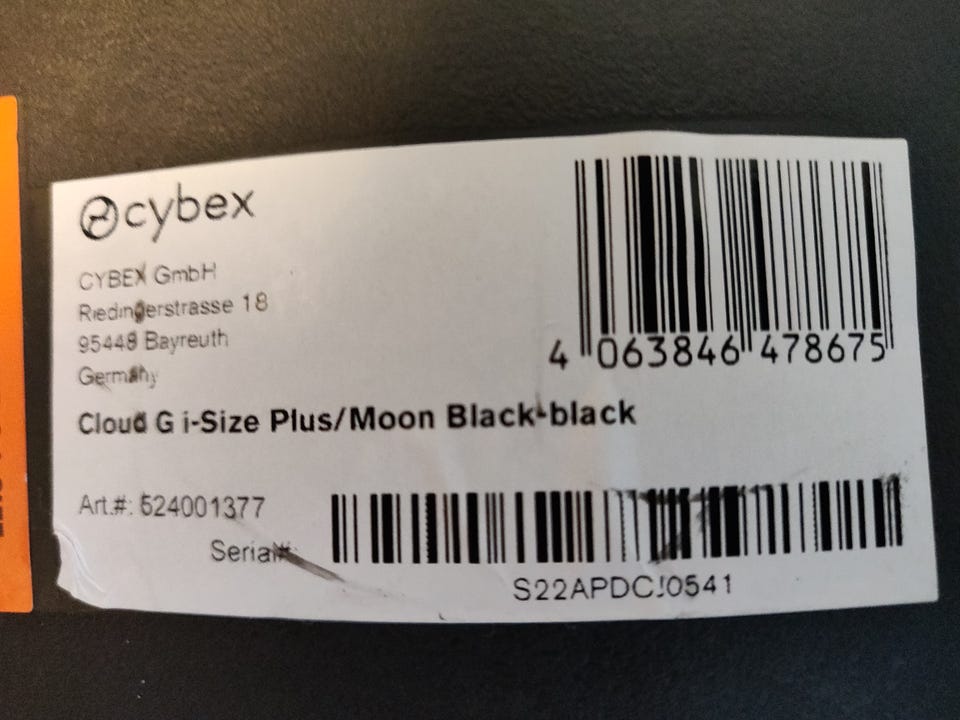 cybex
CYBEX GmbH
Riedingerstrasse 18
95448 Bayreuth
Germany
4 063846 478675
Cloud G i-Size Plus/Moon Black-black
Art.#: 524001377
Serial#: